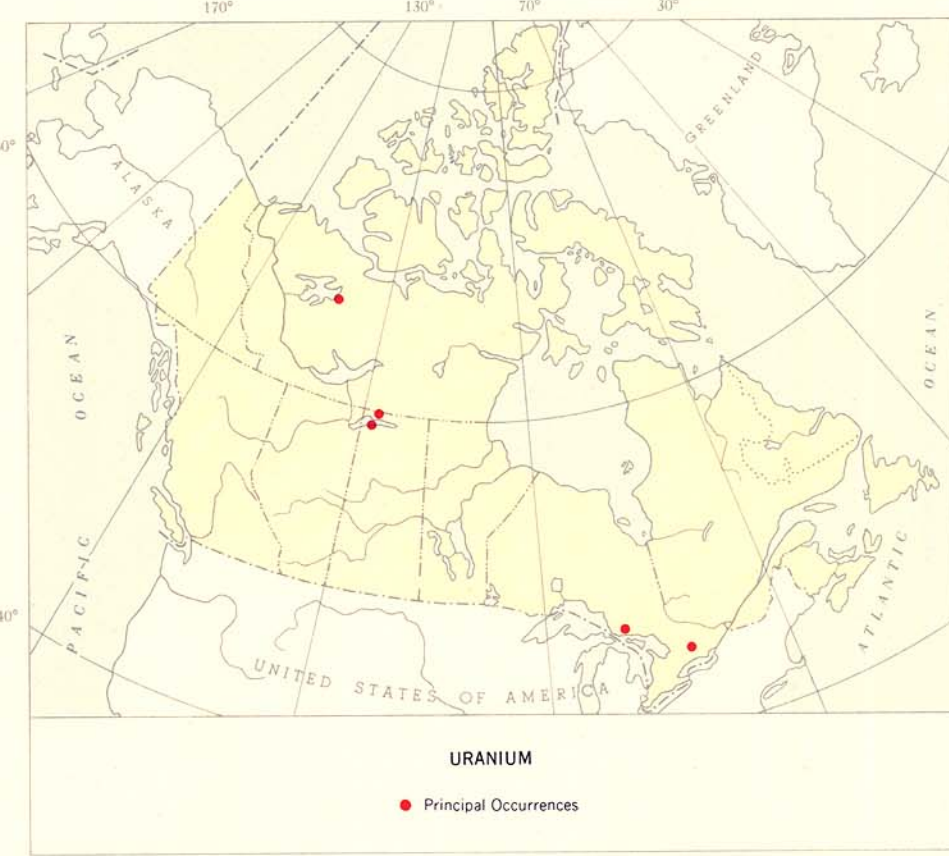 170° 130° 70° 30°
GREENLAND
ALASKA
OCEAN
OCEAN
PACIFIC
ATLANTIC
UNITED STATES OF AMERICA
URANIUM
Principal Occurrences